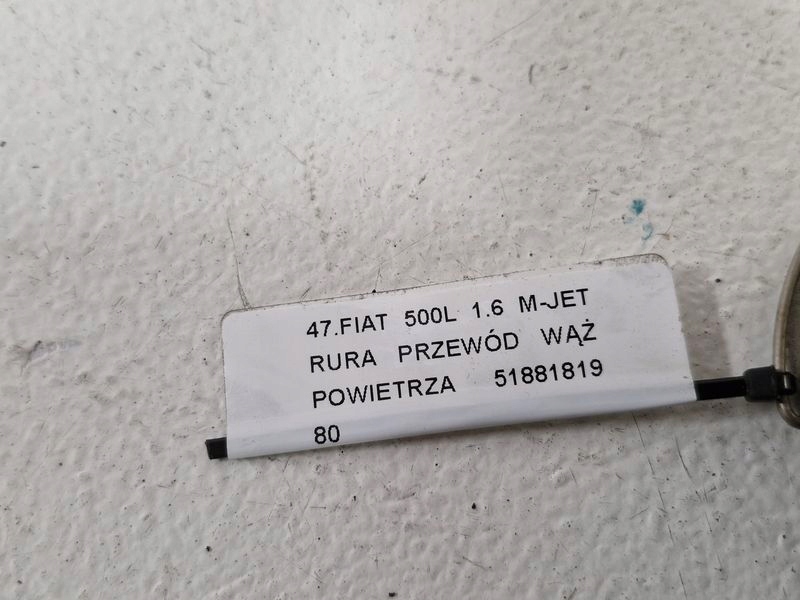 47.FIAT 500L 1.6 M-JET
RURA PRZEWÓD WĄŻ
POWIETRZA 51881819
80